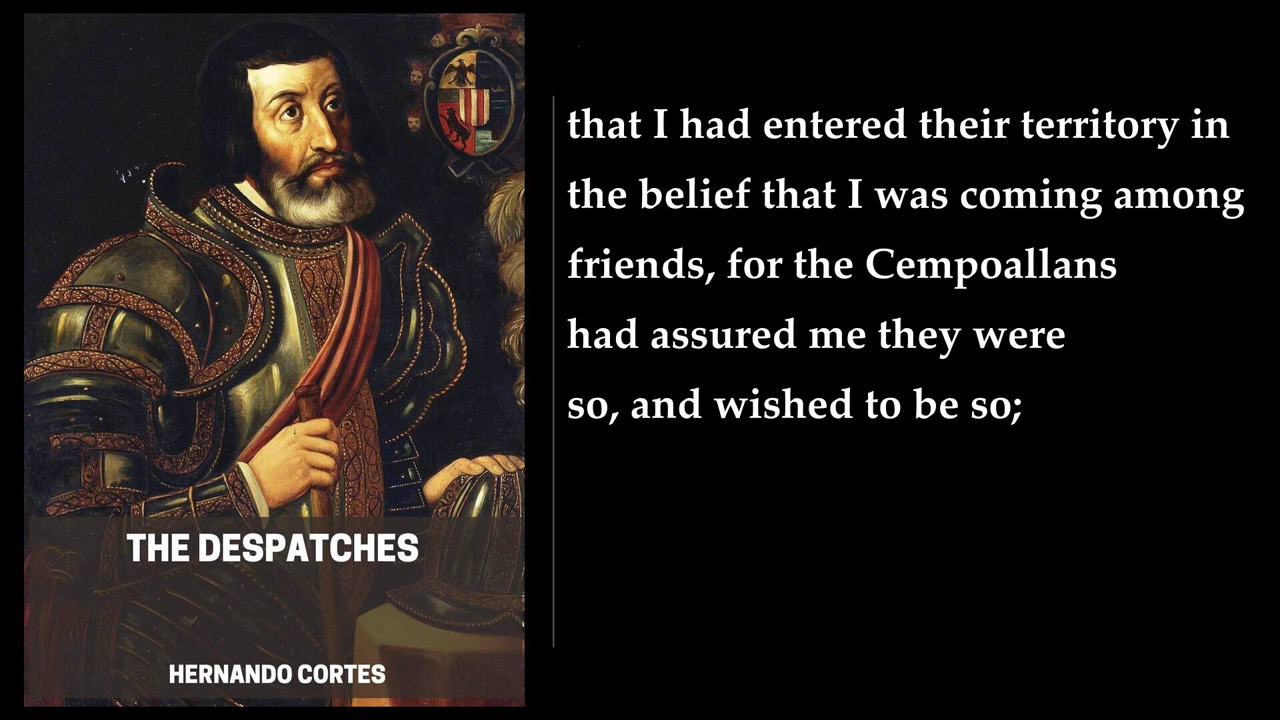 THE DESPATCHES
HERNANDO CORTES
that I had entered their territory in
the belief that I was coming among
friends, for the Cempoallans
had assured me they were
so, and wished to be so;